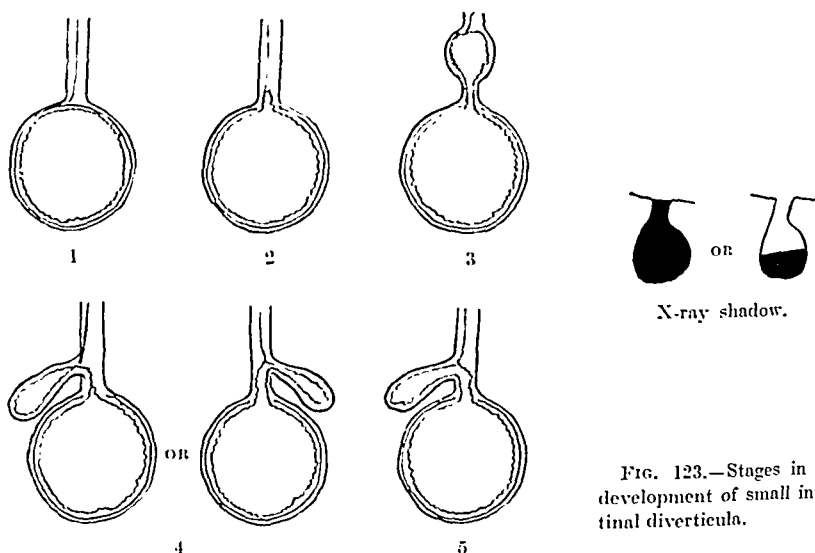 1
2
3
OR
X-ray shadow.
OR
4
5
FIG. 123.—Stages in
development of small in
tinal diverticula.